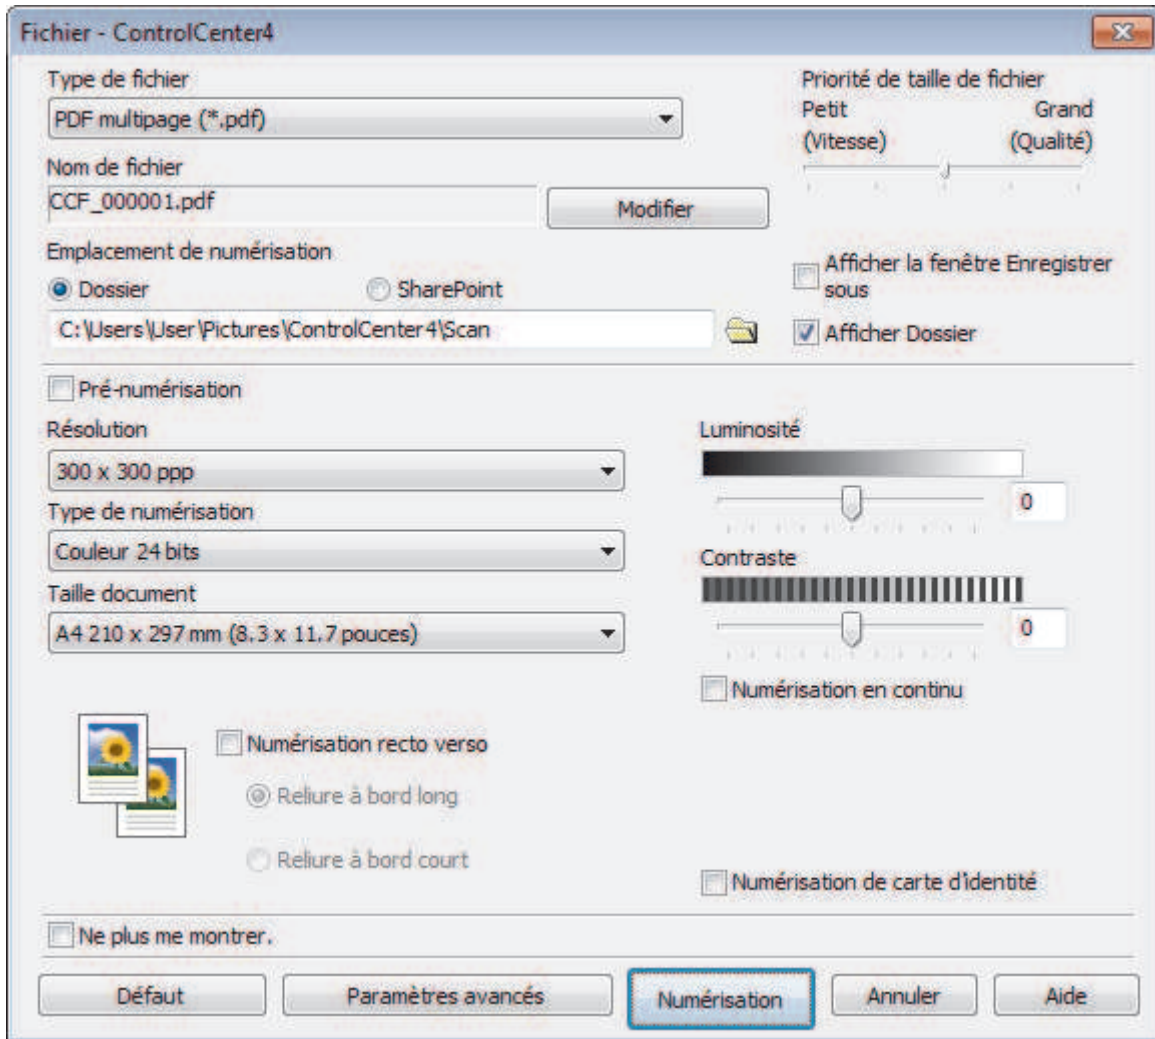 Fichier - ControlCenter4
Type de fichier
PDF multipage (*.pdf)
Priorité de taille de fichier
Petit
Grand
(Vitesse)
(Qualité)
Nom de fichier
CCF_000001.pdf
Modifier
Emplacement de numérisation
Dossier
SharePoint
Afficher la fenêtre Enregistrer
sous
C:\Users\User\Pictures\ControlCenter4\Scan
Afficher Dossier
Pré-numérisation
Résolution
300 x 300 ppp
Type de numérisation
Couleur 24 bits
Taille document
A4 210 x 297 mm (8.3 x 11.7 pouces)
Luminosité
0
Contraste
0
Numérisation en continu
Numérisation recto verso
Reliure à bord long
Reliure à bord court
Numérisation de carte d'identité
Ne plus me montrer.
Défaut
Paramètres avancés
Numérisation
Annuler
Aide